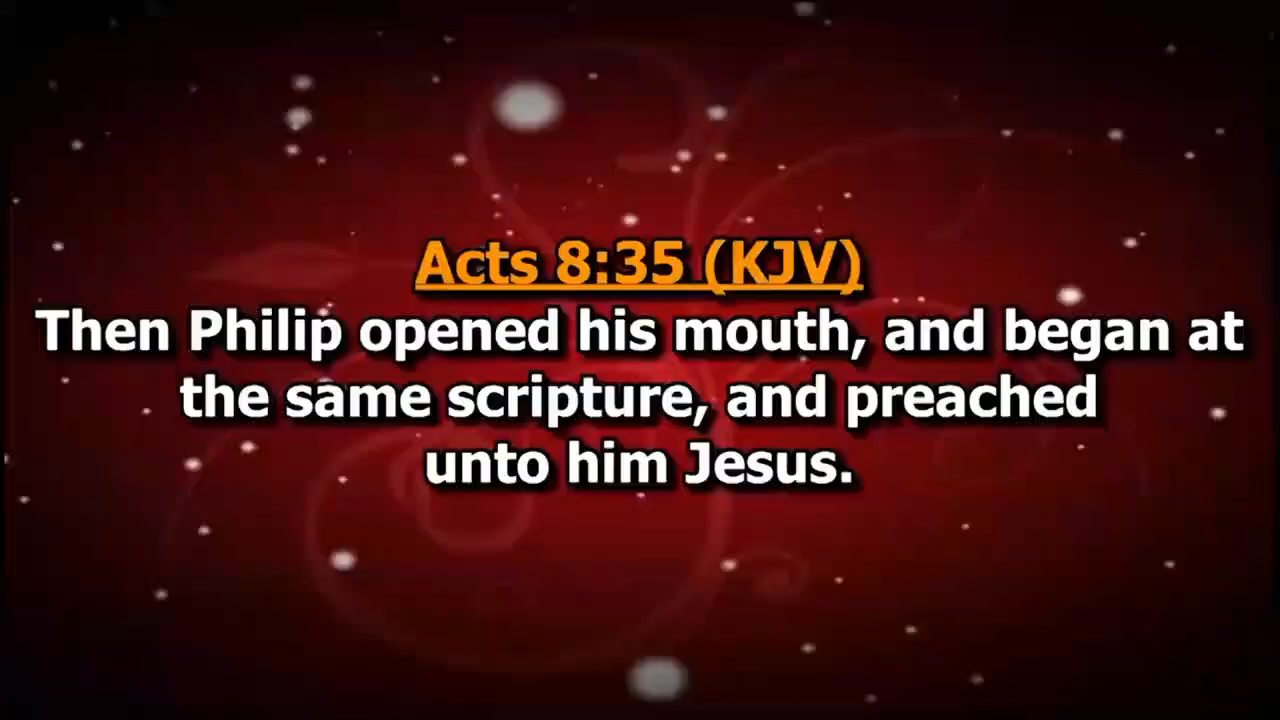 Acts 8:35 (KJV)
Then Philip opened his mouth, and began at
the same scripture, and preached
unto him Jesus.